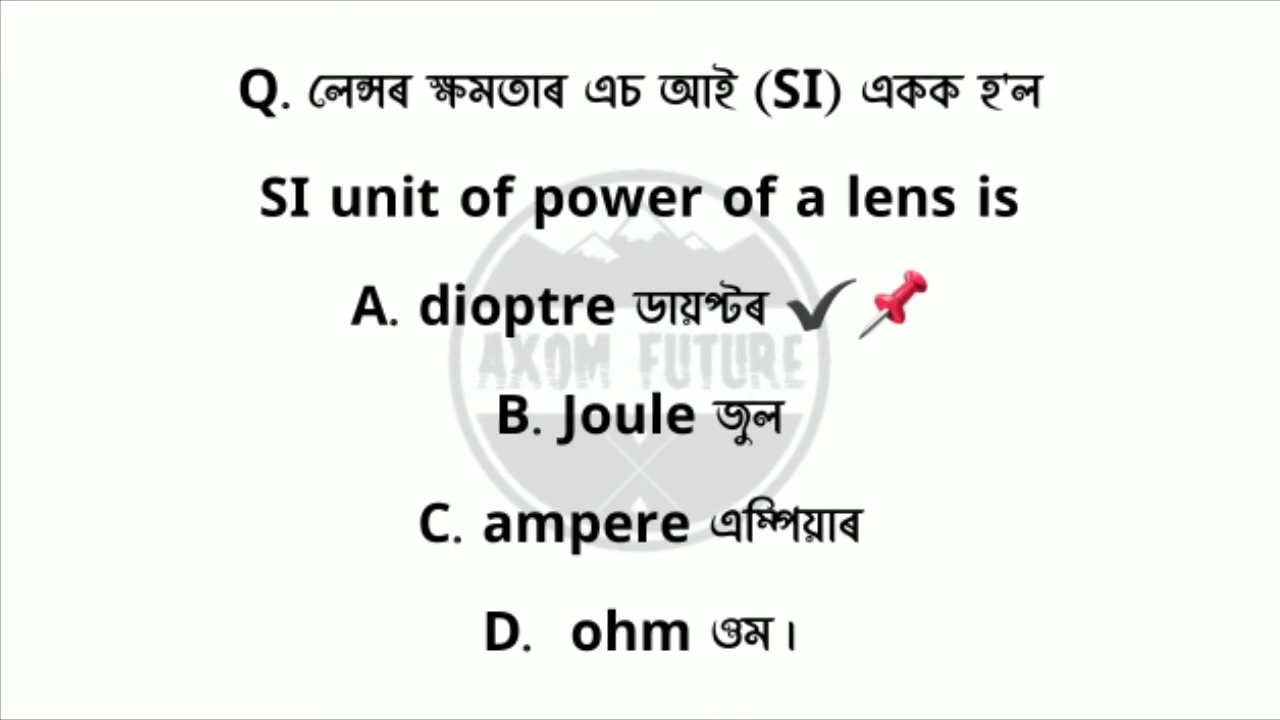 Q. লেন্সৰ ক্ষমতাৰ এচ আই (SI) একক হ'ল
SI unit of power of a lens is
A. dioptre ডায়প্টৰ ✔📌
AXOM FUTURE
B. Joule জুল
C. ampere এম্পিয়াৰ
D. ohm ওম।